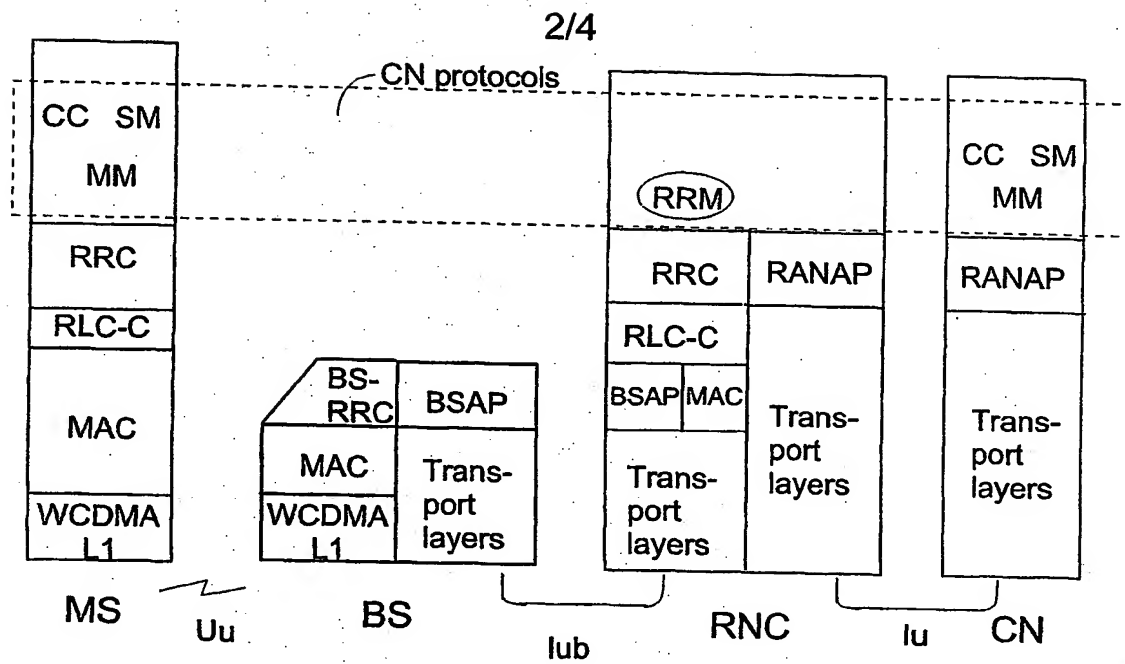 2/4
CN protocols
CC SM
MM
RRC
RLC-C
MAC
WCDMA
L1
MS
Uu
BS-
RRC
BSAP
MAC
Trans-
port
layers
WCDMA
L1
BS
Iub
RRM
RRC
RANAP
RLC-C
BSAP
MAC
Trans-
port
layers
Trans-
port
layers
RNC
Iu
CC SM
MM
RANAP
Trans-
port
layers
CN